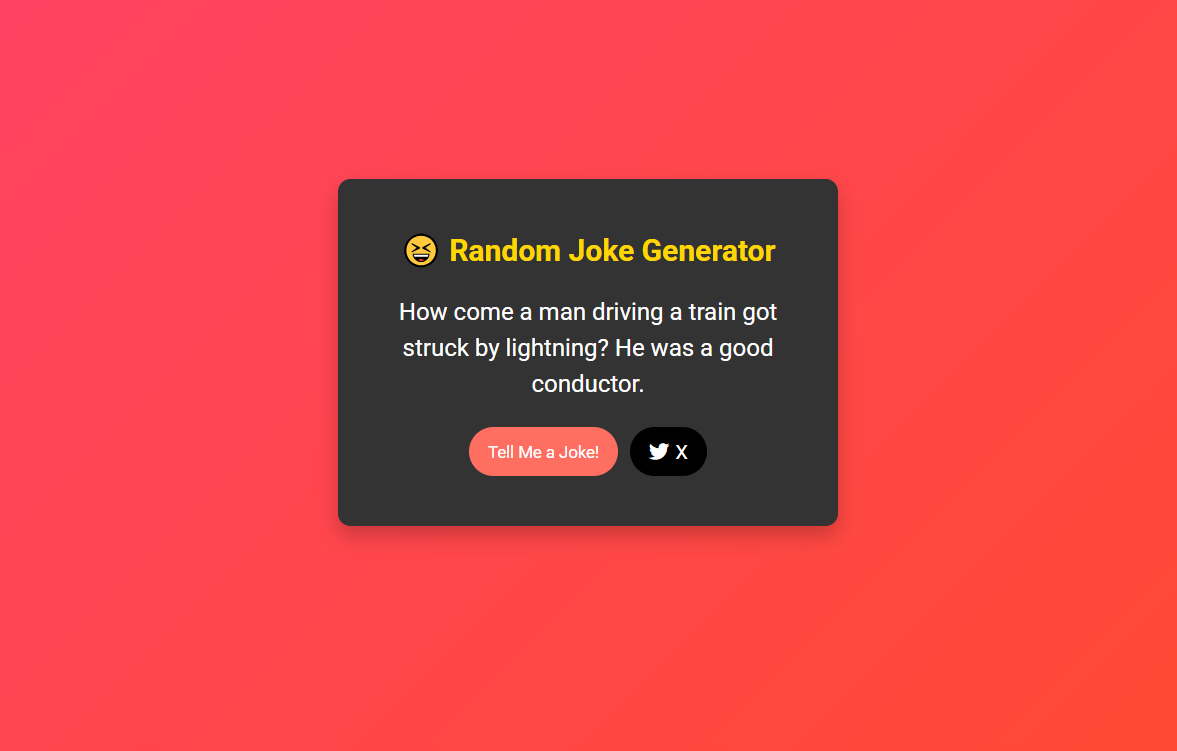 Random Joke Generator
How come a man driving a train got
struck by lightning? He was a good
conductor.
Tell Me a Joke!
X